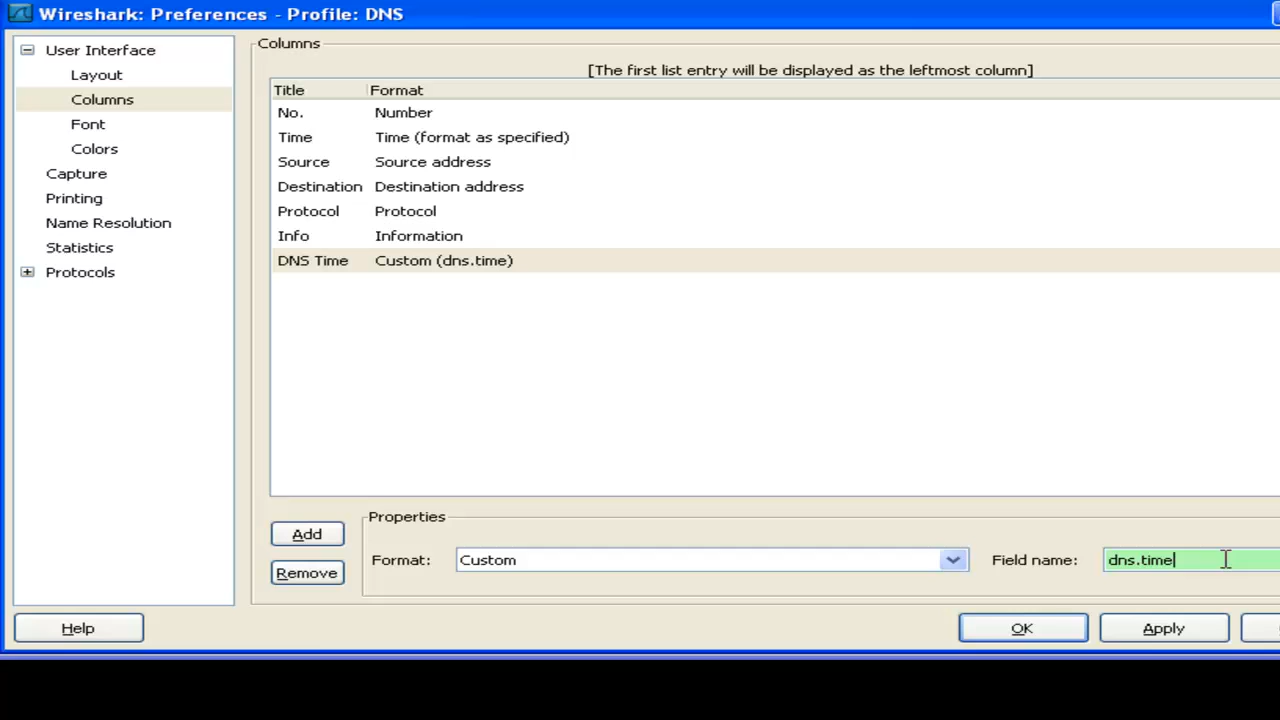 Wireshark: Preferences - Profile: DNS
User Interface
Layout
Columns
Font
Colors
Capture
Printing
Name Resolution
Statistics
Protocols
Columns
[The first list entry will be displayed as the leftmost column]
Title Format
No. Number
Time Time (format as specified)
Source Source address
Destination Destination address
Protocol Protocol
Info Information
DNS Time Custom (dns.time)
Add
Remove
Properties
Format: Custom Field name: dns.time
Help OK Apply